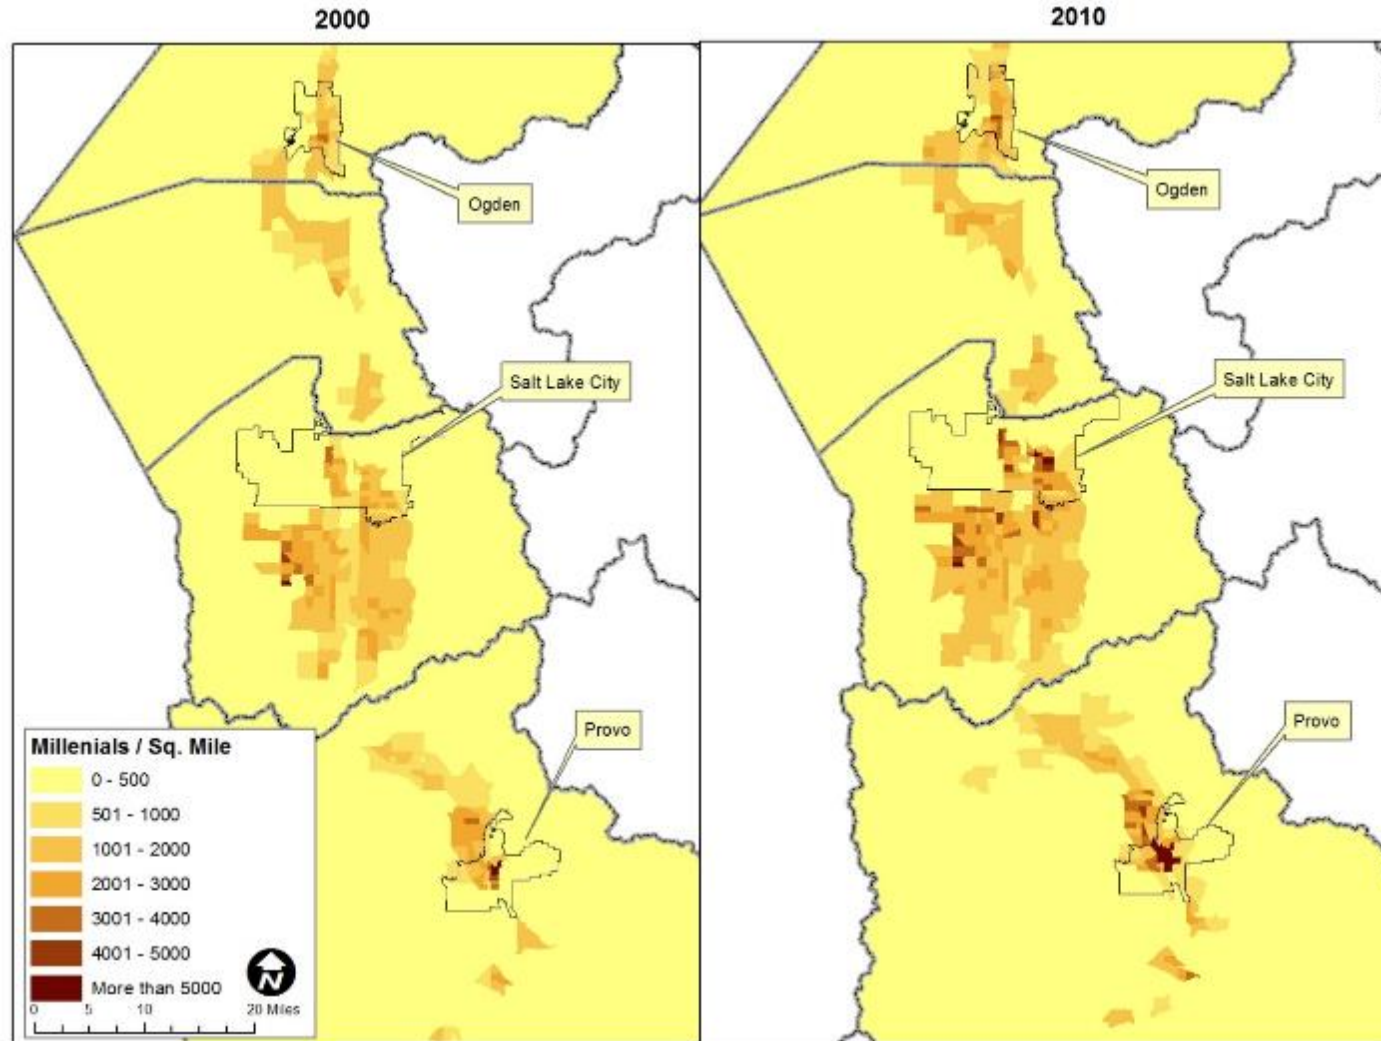 2000
2010
Ogden
Ogden
Salt Lake City
Salt Lake City
Provo
Provo
Millenials / Sq. Mile
0 - 500
501 - 1000
1001 - 2000
2001 - 3000
3001 - 4000
4001 - 5000
More than 5000
N
0 5 10 20 Miles